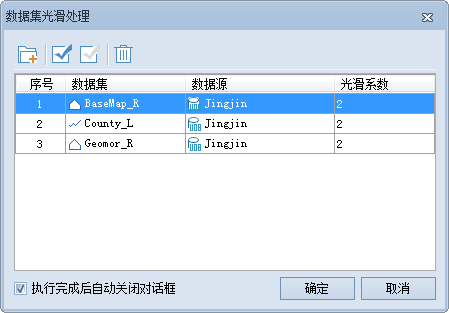 数据集光滑处理
序号 数据集 数据源 光滑系数
1 BaseMap_R Jingjin 2
2 County_L Jingjin 2
3 Geomor_R Jingjin 2
执行完成后自动关闭对话框 确定 取消